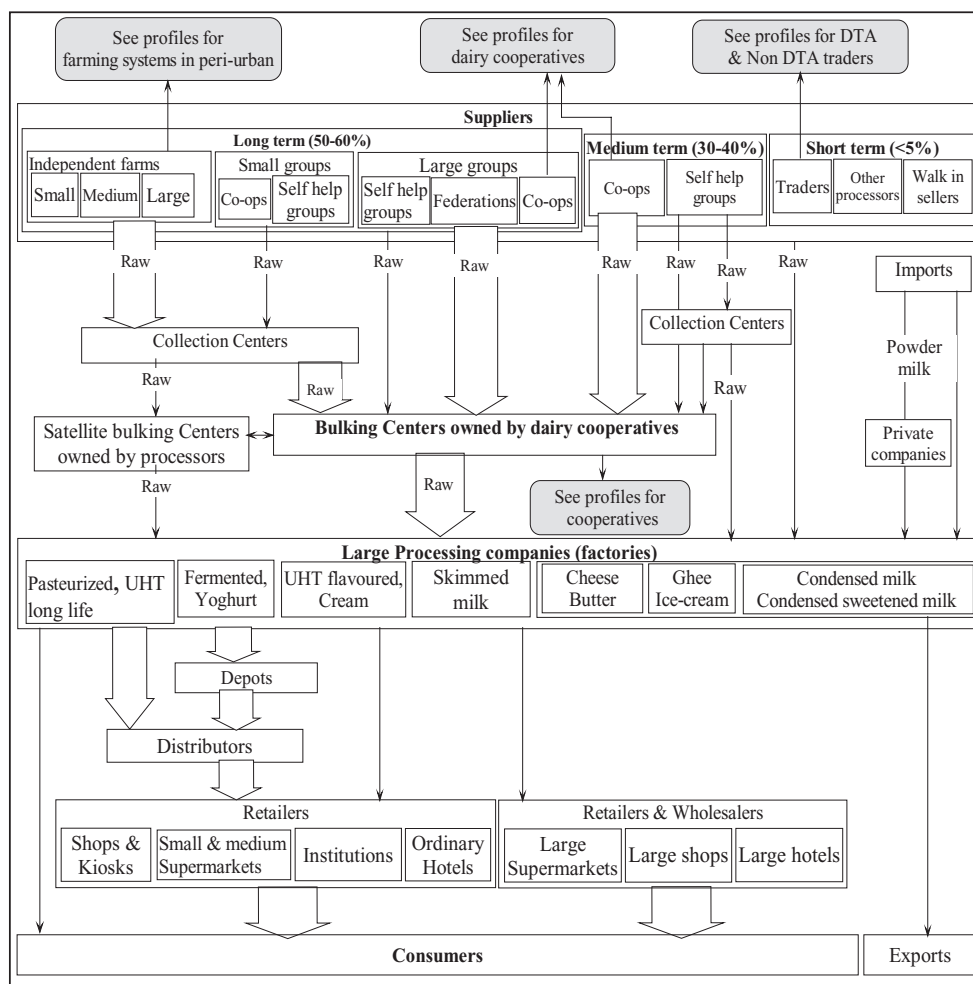 See profiles for
farming systems in peri-urban
See profiles for
dairy cooperatives
See profiles for DTA
& Non DTA traders
Suppliers
Long term (50-60%)
Medium term (30-40%)
Short term (<5%)
Independent farms
Small
Medium
Large
Small groups
Co-ops
Self help
groups
Large groups
Self help
groups
Federations
Co-ops
Co-ops
Self help
groups
Traders
Other
processors
Walk in
sellers
Raw
Raw
Raw
Raw
Raw
Raw
Raw
Raw
Imports
Collection Centers
Collection Centers
Powder
milk
Raw
Raw
Raw
Satellite bulking Centers
owned by processors
Bulking Centers owned by dairy cooperatives
Private
companies
Raw
Raw
See profiles for
cooperatives
Large Processing companies (factories)
Pasteurized, UHT
long life
Fermented,
Yoghurt
UHT flavoured,
Cream
Skimmed
milk
Cheese
Butter
Ghee
Ice-cream
Condensed milk
Condensed sweetened milk
Depots
Distributors
Retailers
Shops &
Kiosks
Small & medium
Supermarkets
Institutions
Ordinary
Hotels
Retailers & Wholesalers
Large
Supermarkets
Large shops
Large hotels
Consumers
Exports